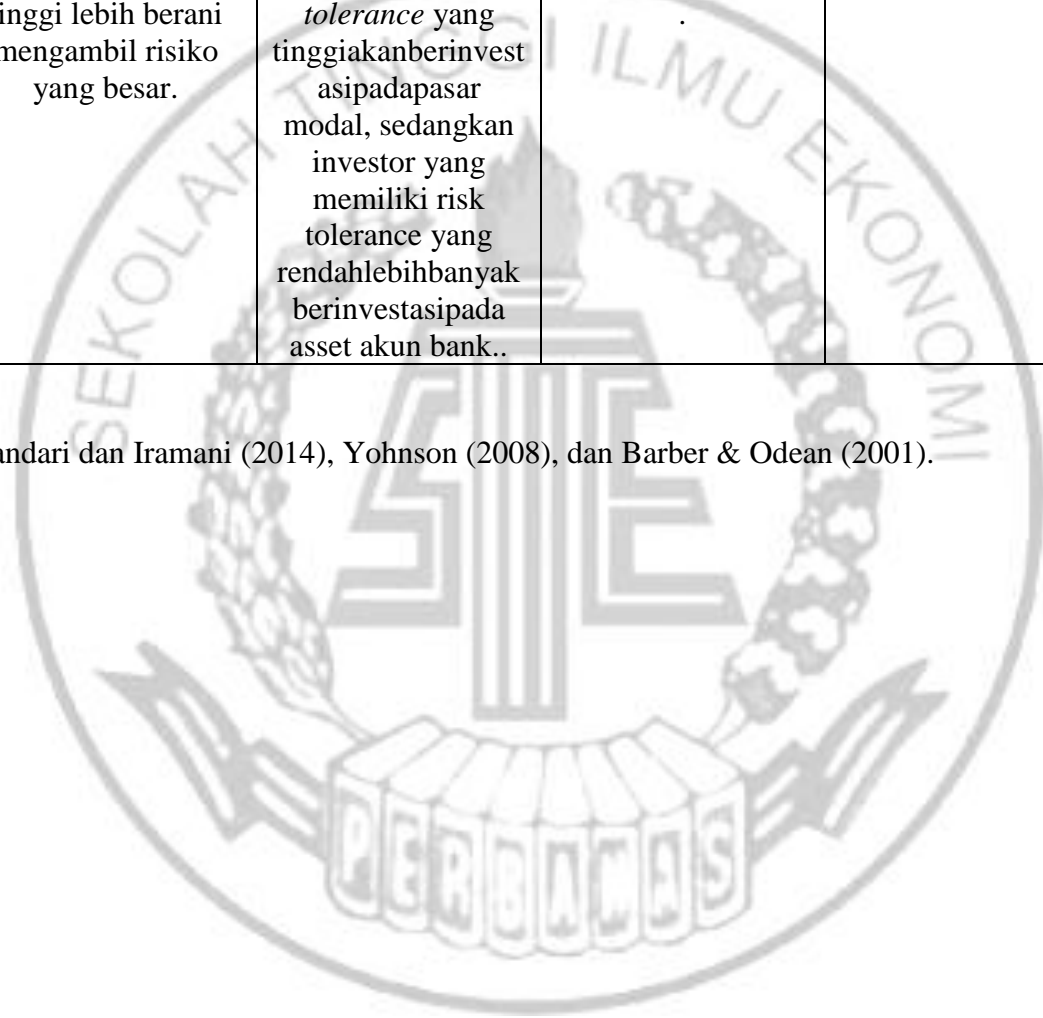 inggi lebih berani
mengambil risiko
yang besar.
tolerance yang
tinggiakanberinvest
asipadapasar
modal, sedangkan
investor yang
memiliki risk
tolerance yang
rendahlebihbanyak
berinvestasipada
asset akun bank..
.
andari dan Iramani (2014), Yohnson (2008), dan Barber & Odean (2001).
SEKOLAH TINGGI ILMU EKONOMI
PERBANAS